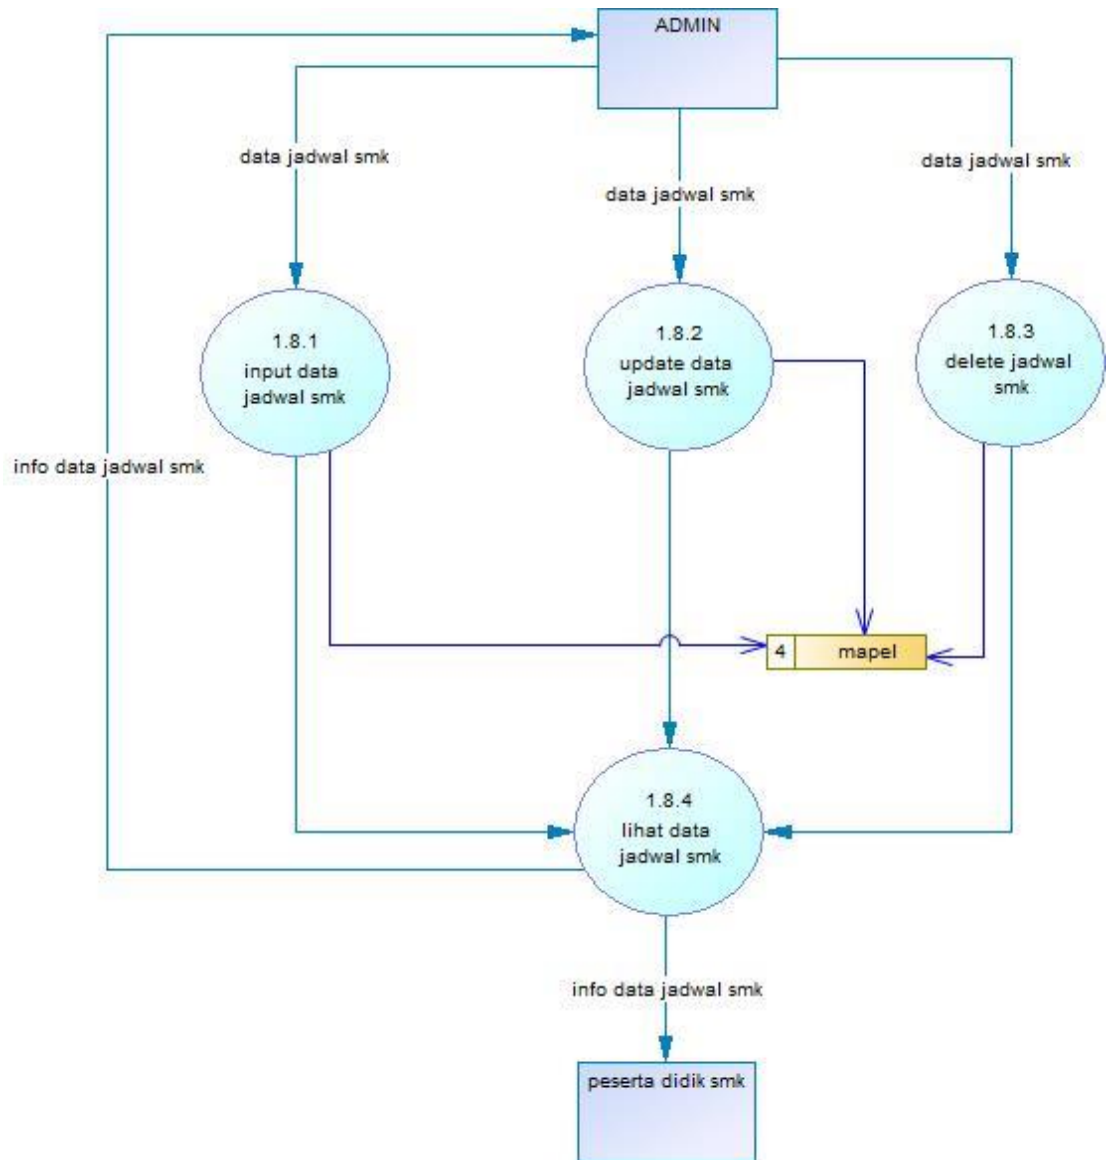 ADMIN
data jadwal smk
data jadwal smk
data jadwal smk
1.8.1
input data
jadwal smk
1.8.2
update data
jadwal smk
1.8.3
delete jadwal
smk
info data jadwal smk
4
mapel
1.8.4
lihat data
jadwal smk
info data jadwal smk
peserta didik smk